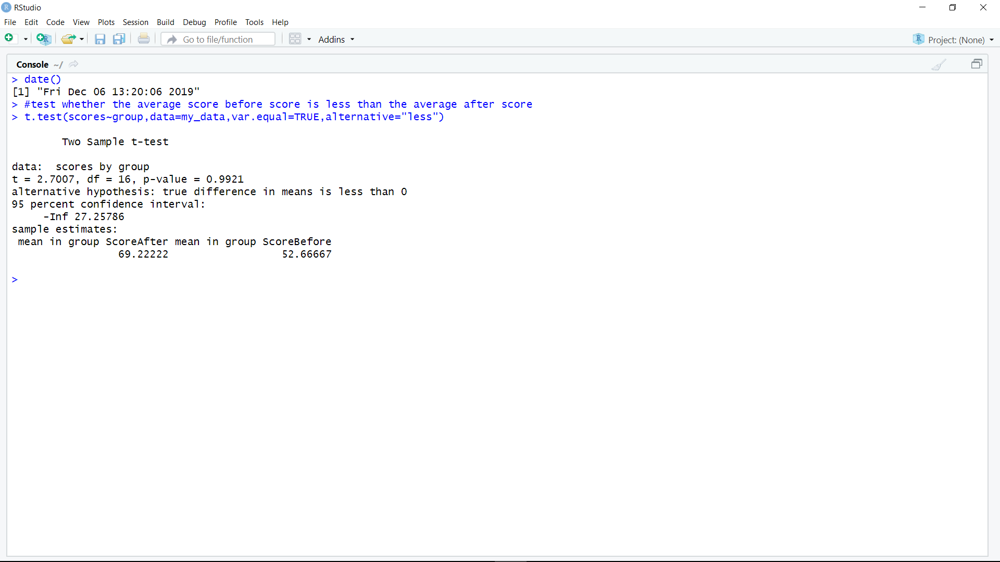 RStudio
File Edit Code View Plots Session Build Debug Profile Tools Help
Go to file/function Addins Project: (None)
Console ~/
> date()
[1] "Fri Dec 06 13:20:06 2019"
> #test whether the average score before score is less than the average after score
> t.test(scores~group,data=my_data,var.equal=TRUE,alternative="less")
Two Sample t-test
data:  scores by group
t = 2.7007, df = 16, p-value = 0.9921
alternative hypothesis: true difference in means is less than 0
95 percent confidence interval:
-Inf 27.25786
sample estimates:
mean in group ScoreAfter mean in group ScoreBefore
69.22222 52.66667
>